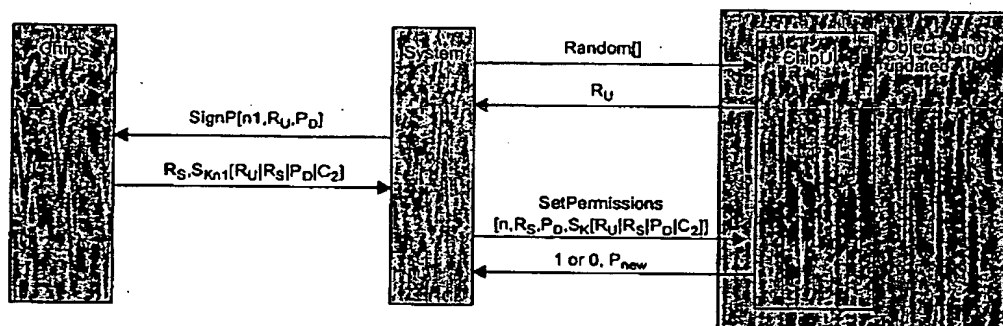 ChipS
System
Random[]
ChipU
Object being
updated
R_U
SignP[n1,R_U,P_D]
R_S,S_Kn1[R_U|R_S|P_D|C_2]
SetPermissions
[n,R_S,P_D,S_K[R_U|R_S|P_D|C_2]]
1 or 0, P_new